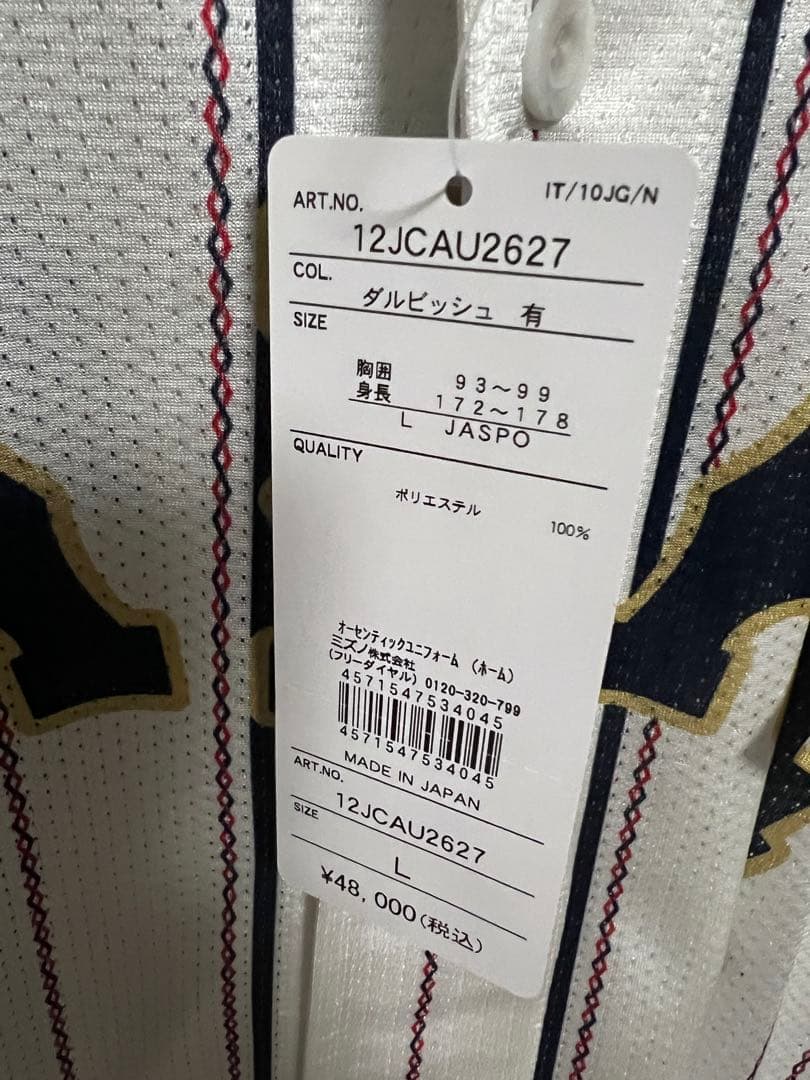 IT/10JG/N
ART.NO.
12JCAU2627
COL.
ダルビッシュ 有
SIZE
胸囲 93～99
身長 172～178
L JASPO
QUALITY
ポリエステル
100%
オーセンティックユニフォーム (ホーム)
ミズノ株式会社
(フリーダイヤル) 0120-320-799
4571547534045
4571547534045
MADE IN JAPAN
ART.NO.
12JCAU2627
SIZE
L
¥48,000(税込)